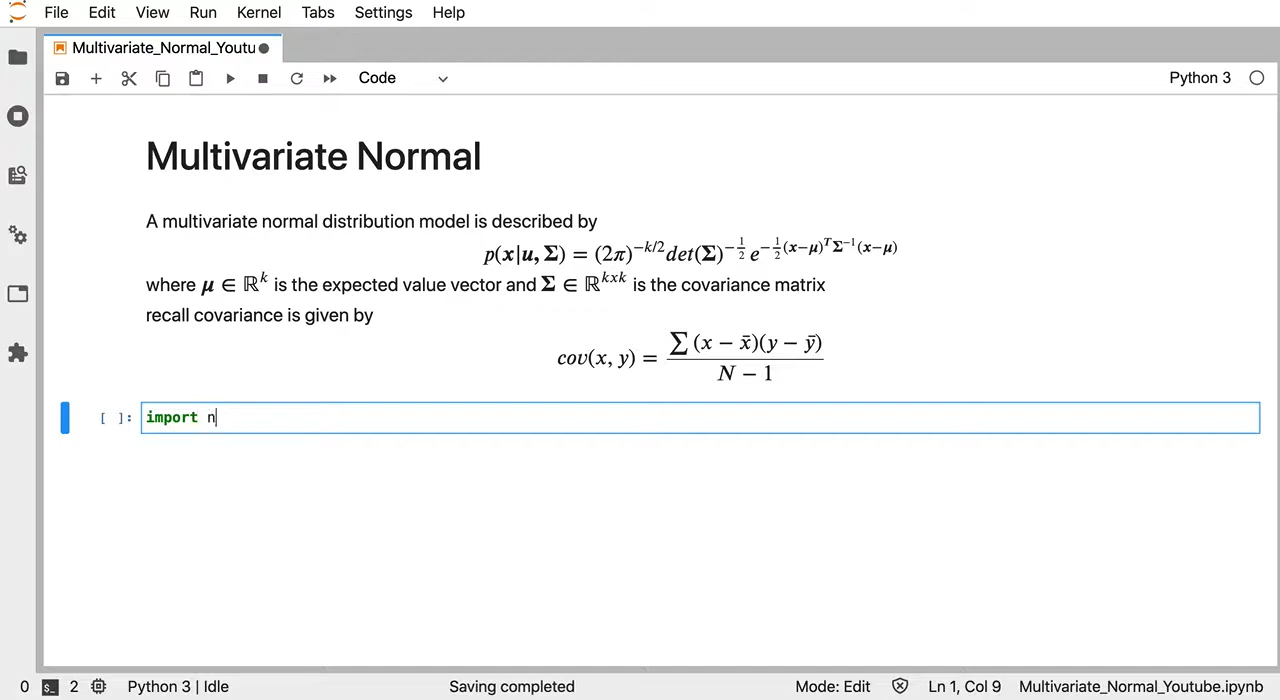 File Edit View Run Kernel Tabs Settings Help
Multivariate_Normal_Youtu
Code Python 3
Multivariate Normal
A multivariate normal distribution model is described by
p(x|u, Σ) = (2π)^{−k/2} det(Σ)^{−1/2} e^{−1/2 (x−μ)^T Σ^{−1} (x−μ)}
where μ ∈ ℝ^k is the expected value vector and Σ ∈ ℝ^{kxk} is the covariance matrix
recall covariance is given by
cov(x, y) = ∑ (x − x̄)(y − ȳ) / N − 1
[ ]: import n
0 $_ 2 Python 3 | Idle Saving completed Mode: Edit Ln 1, Col 9 Multivariate_Normal_Youtube.ipynb